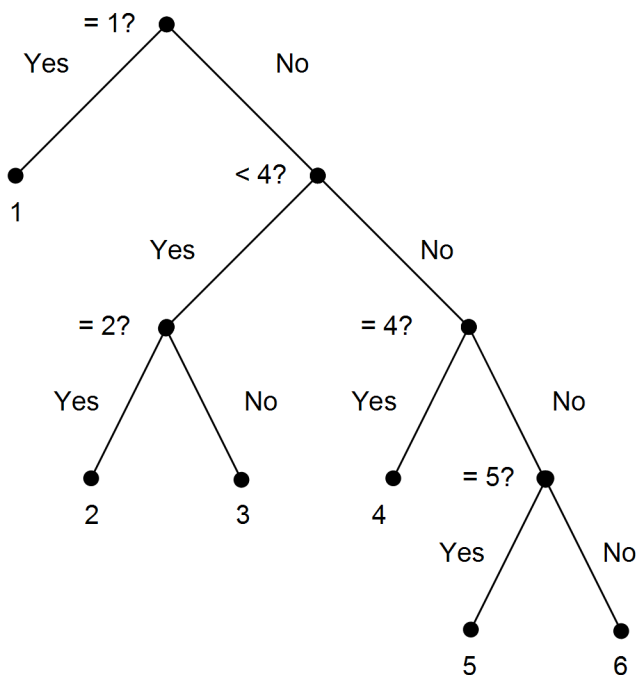 = 1?
Yes No
< 4?
1
Yes No
= 2? = 4?
Yes No Yes No
= 5?
2 3 4
Yes No
5 6